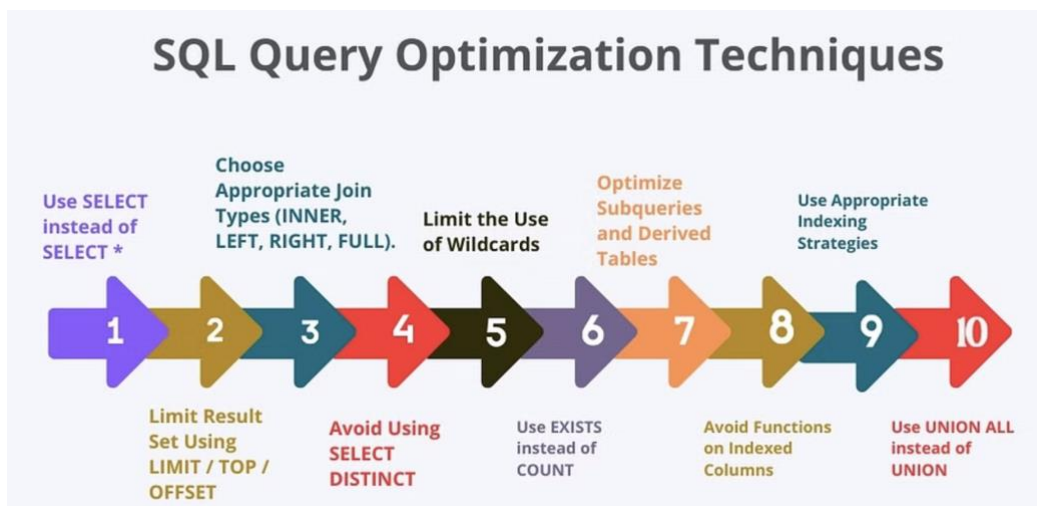 SQL Query Optimization Techniques
Use SELECT
instead of
SELECT *
Choose
Appropriate Join
Types (INNER,
LEFT, RIGHT, FULL).
Limit the Use
of Wildcards
Optimize
Subqueries
and Derived
Tables
Use Appropriate
Indexing
Strategies
1
2
3
4
5
6
7
8
9
10
Limit Result
Set Using
LIMIT / TOP /
OFFSET
Avoid Using
SELECT
DISTINCT
Use EXISTS
instead of
COUNT
Avoid Functions
on Indexed
Columns
Use UNION ALL
instead of
UNION